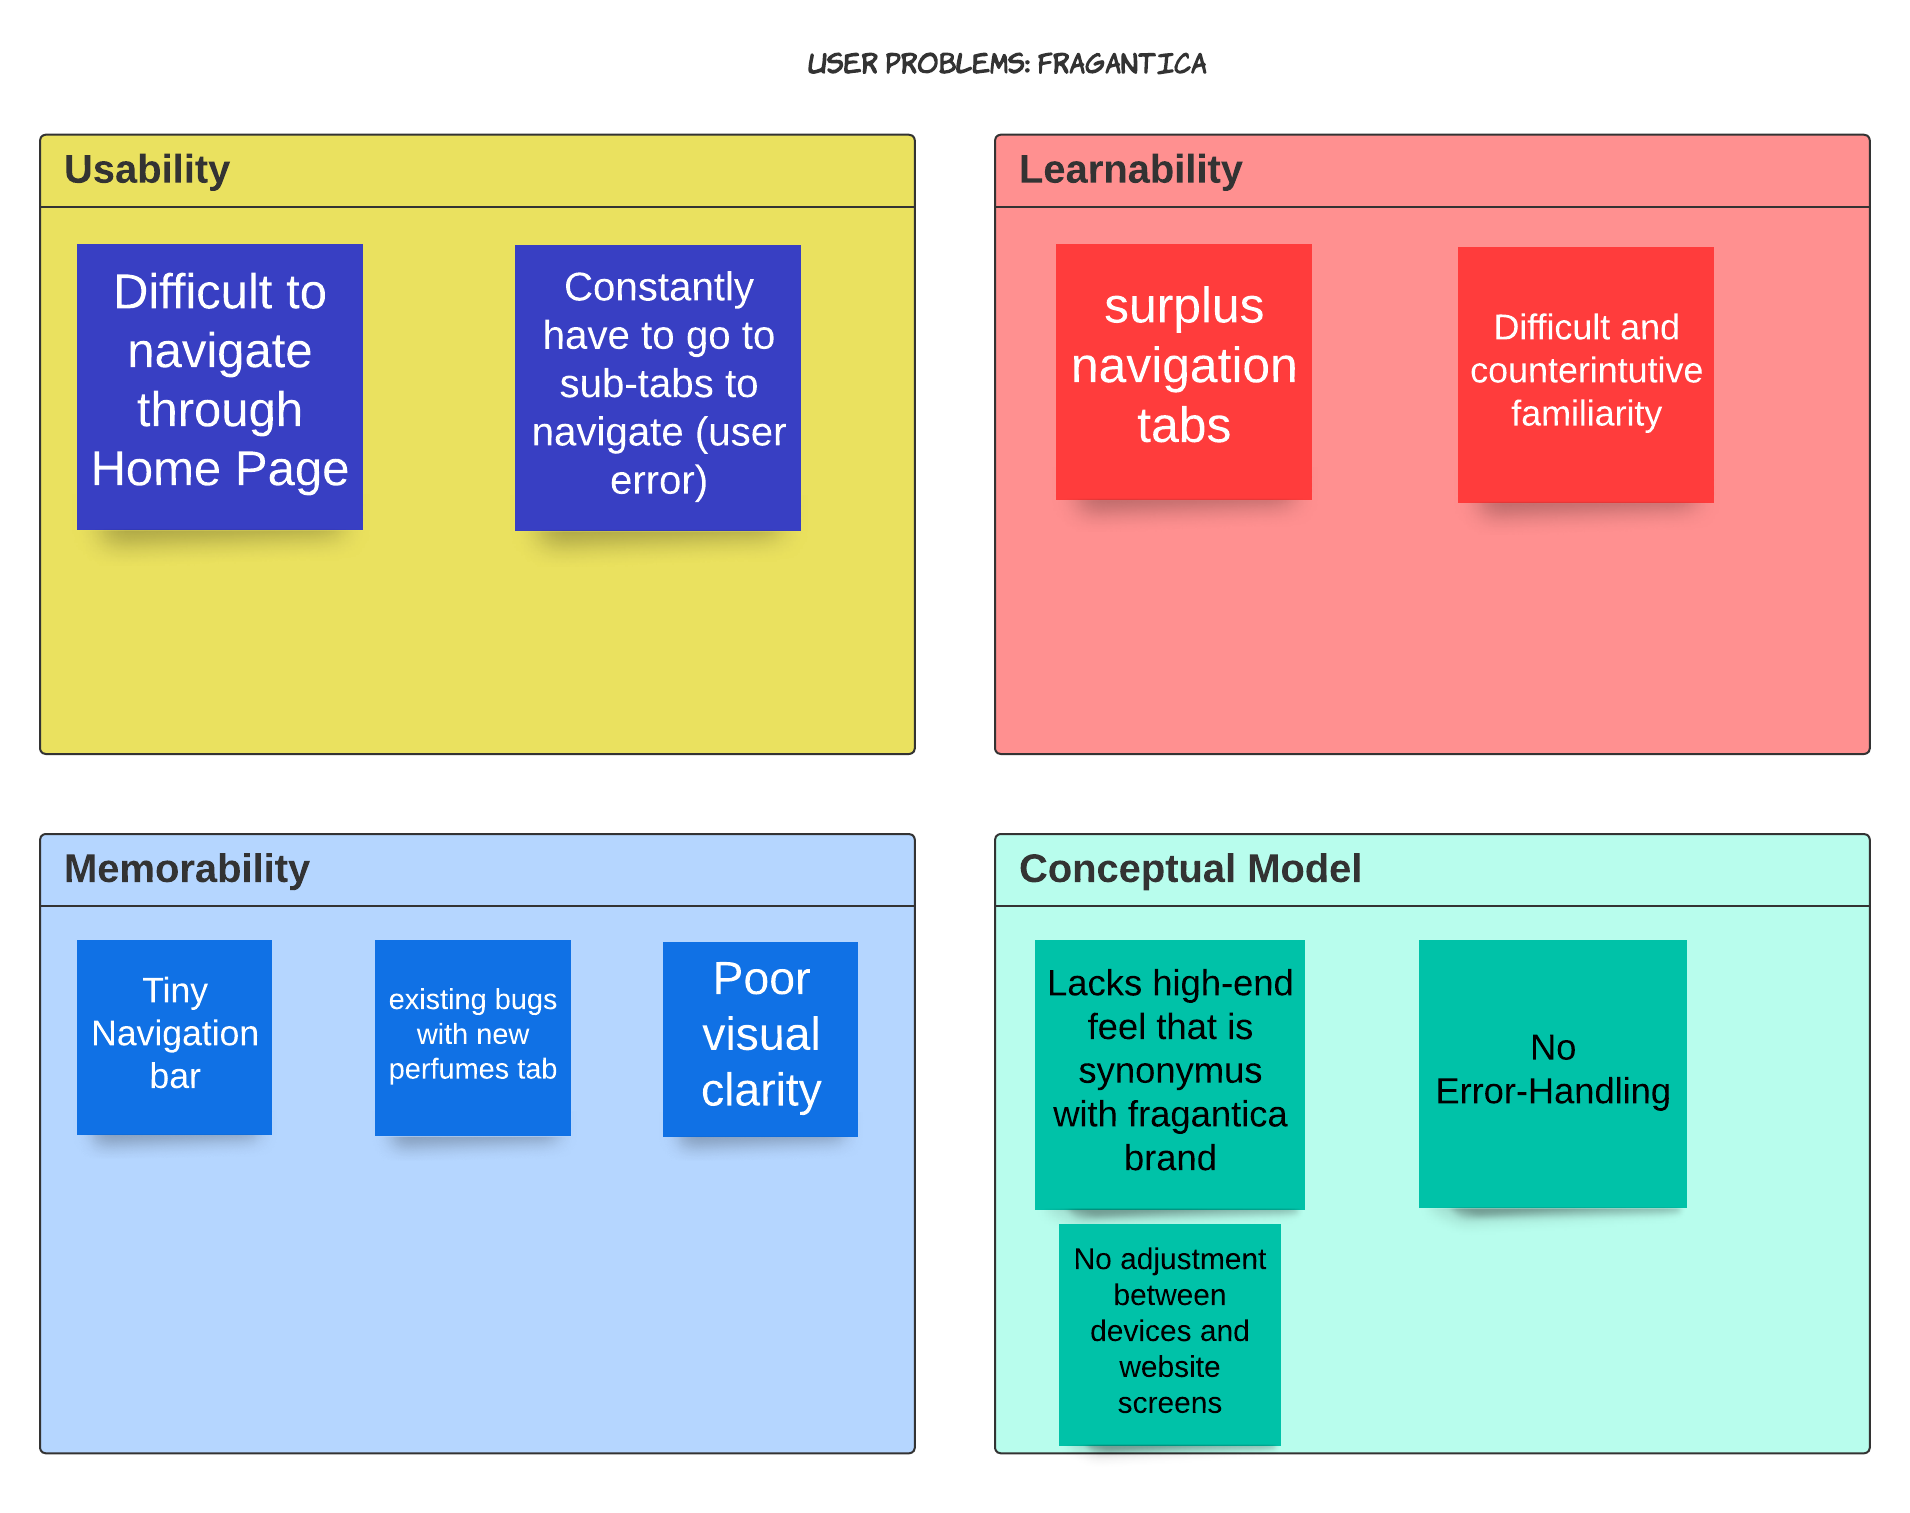 USER PROBLEMS: FRAGANTICA
Usability
Difficult to
navigate
through
Home Page
Constantly
have to go to
sub-tabs to
navigate (user
error)
Learnability
surplus
navigation
tabs
Difficult and
counterintutive
familiarity
Memorability
Tiny
Navigation
bar
existing bugs
with new
perfumes tab
Poor
visual
clarity
Conceptual Model
Lacks high-end
feel that is
synonymus
with fragantica
brand
No
Error-Handling
No adjustment
between
devices and
website
screens